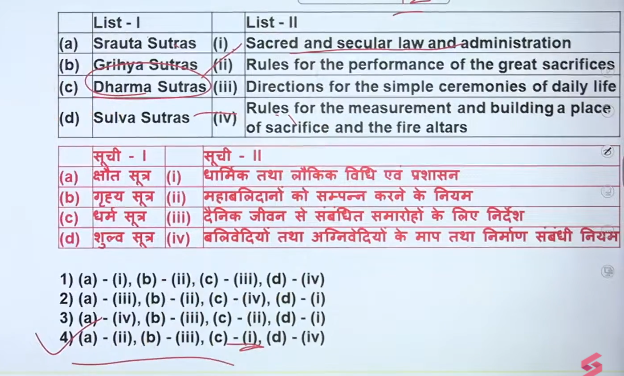 List - I List - II
(a) Srauta Sutras (i) Sacred and secular law and administration
(b) Grihya Sutras (ii) Rules for the performance of the great sacrifices
(c) Dharma Sutras (iii) Directions for the simple ceremonies of daily life
(d) Sulva Sutras (iv) Rules for the measurement and building a place
of sacrifice and the fire altars
सूची - I सूची - II
(a) श्रौत सूत्र (i) धार्मिक तथा लौकिक विधि एवं प्रशासन
(b) गृह्य सूत्र (ii) महाबलिदानों को सम्पन्न करने के नियम
(c) धर्म सूत्र (iii) दैनिक जीवन से संबंधित समारोहों के लिए निर्देश
(d) शुल्व सूत्र (iv) बलिवेदियों तथा अग्निवेदियों के माप तथा निर्माण संबंधी नियम
1) (a) - (i), (b) - (ii), (c) - (iii), (d) - (iv)
2) (a) - (iii), (b) - (ii), (c) - (iv), (d) - (i)
3) (a) - (iv), (b) - (iii), (c) - (ii), (d) - (i)
4) (a) - (ii), (b) - (iii), (c) - (i), (d) - (iv)